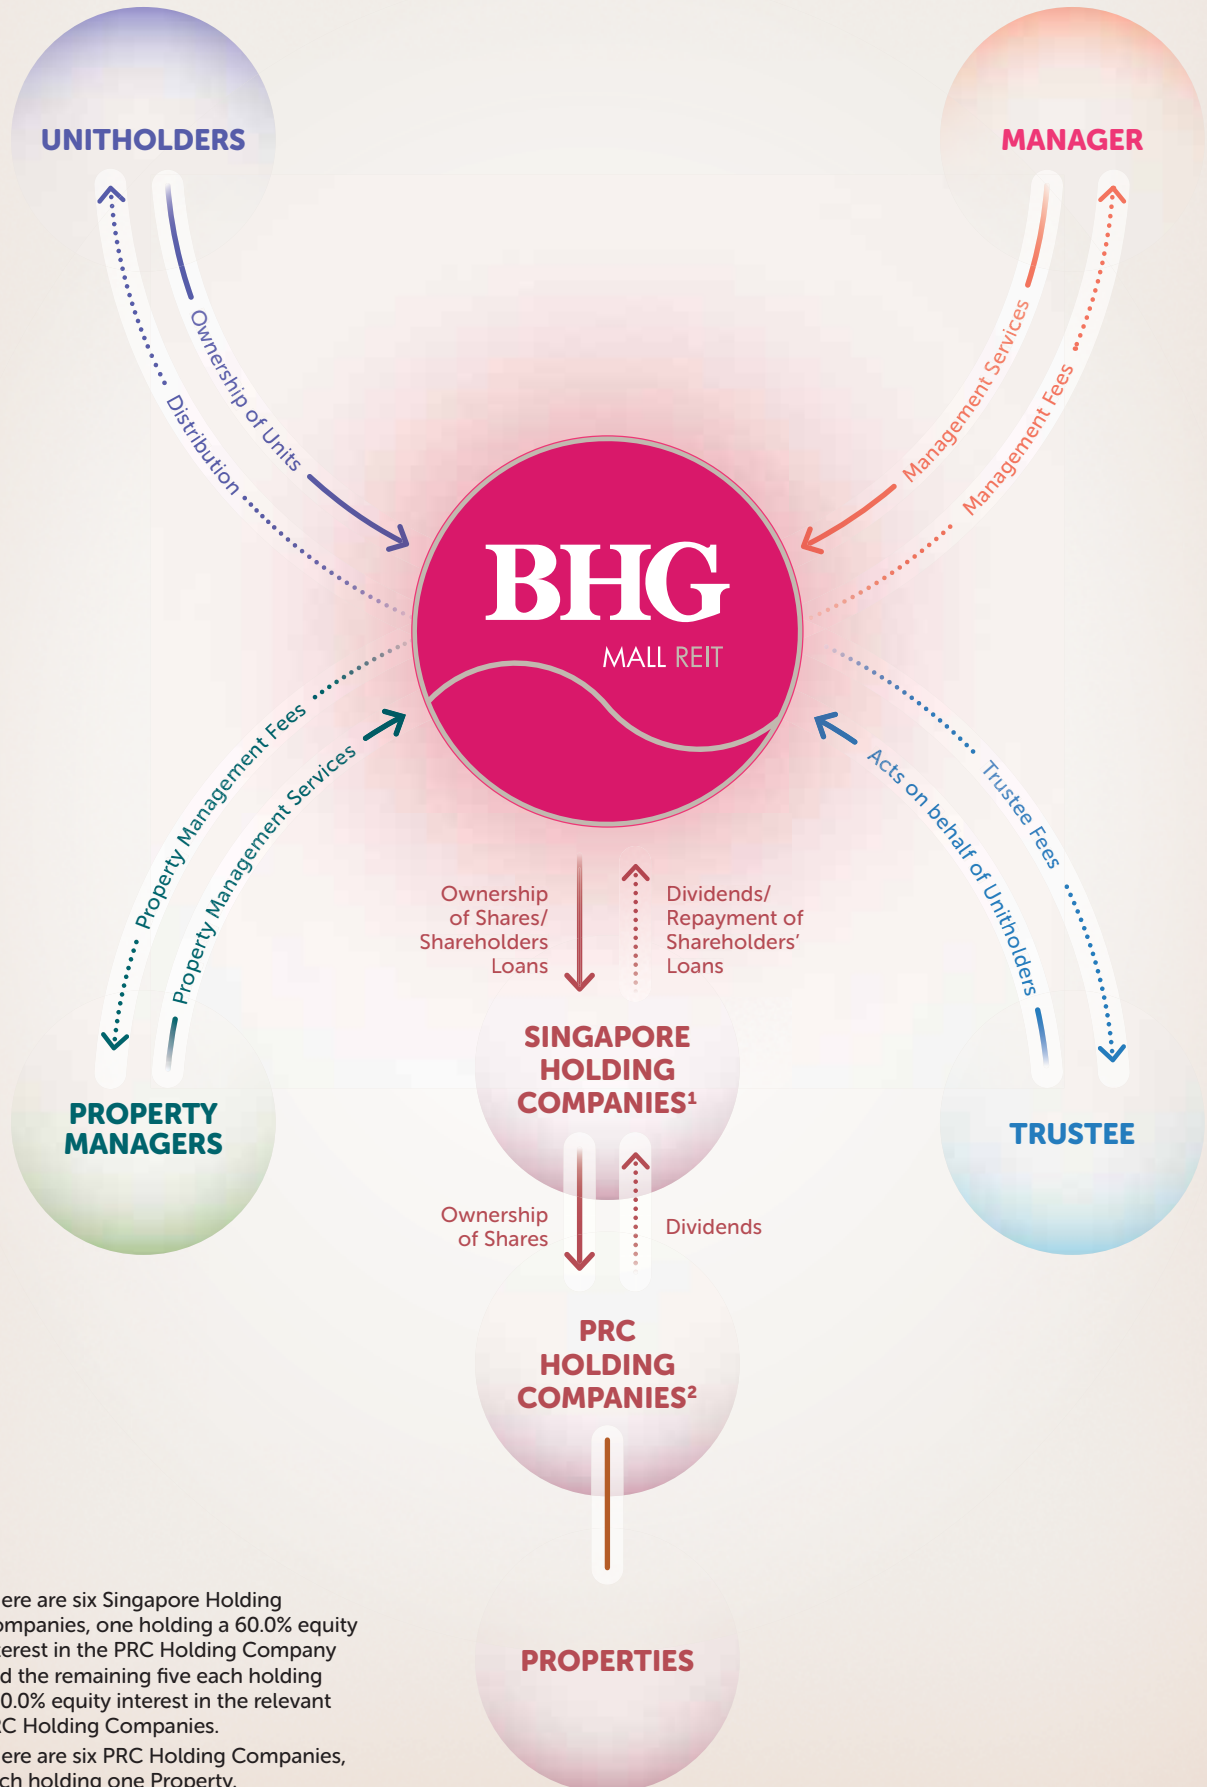 UNITHOLDERS
MANAGER
Ownership of Units
Distribution
Management Services
Management Fees
BHG
MALL REIT
Property Management Fees
Property Management Services
Trustee Fees
Acts on behalf of Unitholders
Ownership
of Shares/
Shareholders
Loans
Dividends/
Repayment of
Shareholders'
Loans
SINGAPORE
HOLDING
COMPANIES¹
PROPERTY
MANAGERS
TRUSTEE
Ownership
of Shares
Dividends
PRC
HOLDING
COMPANIES²
PROPERTIES
ere are six Singapore Holding
ompanies, one holding a 60.0% equity
terest in the PRC Holding Company
d the remaining five each holding
0.0% equity interest in the relevant
C Holding Companies.
ere are six PRC Holding Companies,
ch holding one Property.